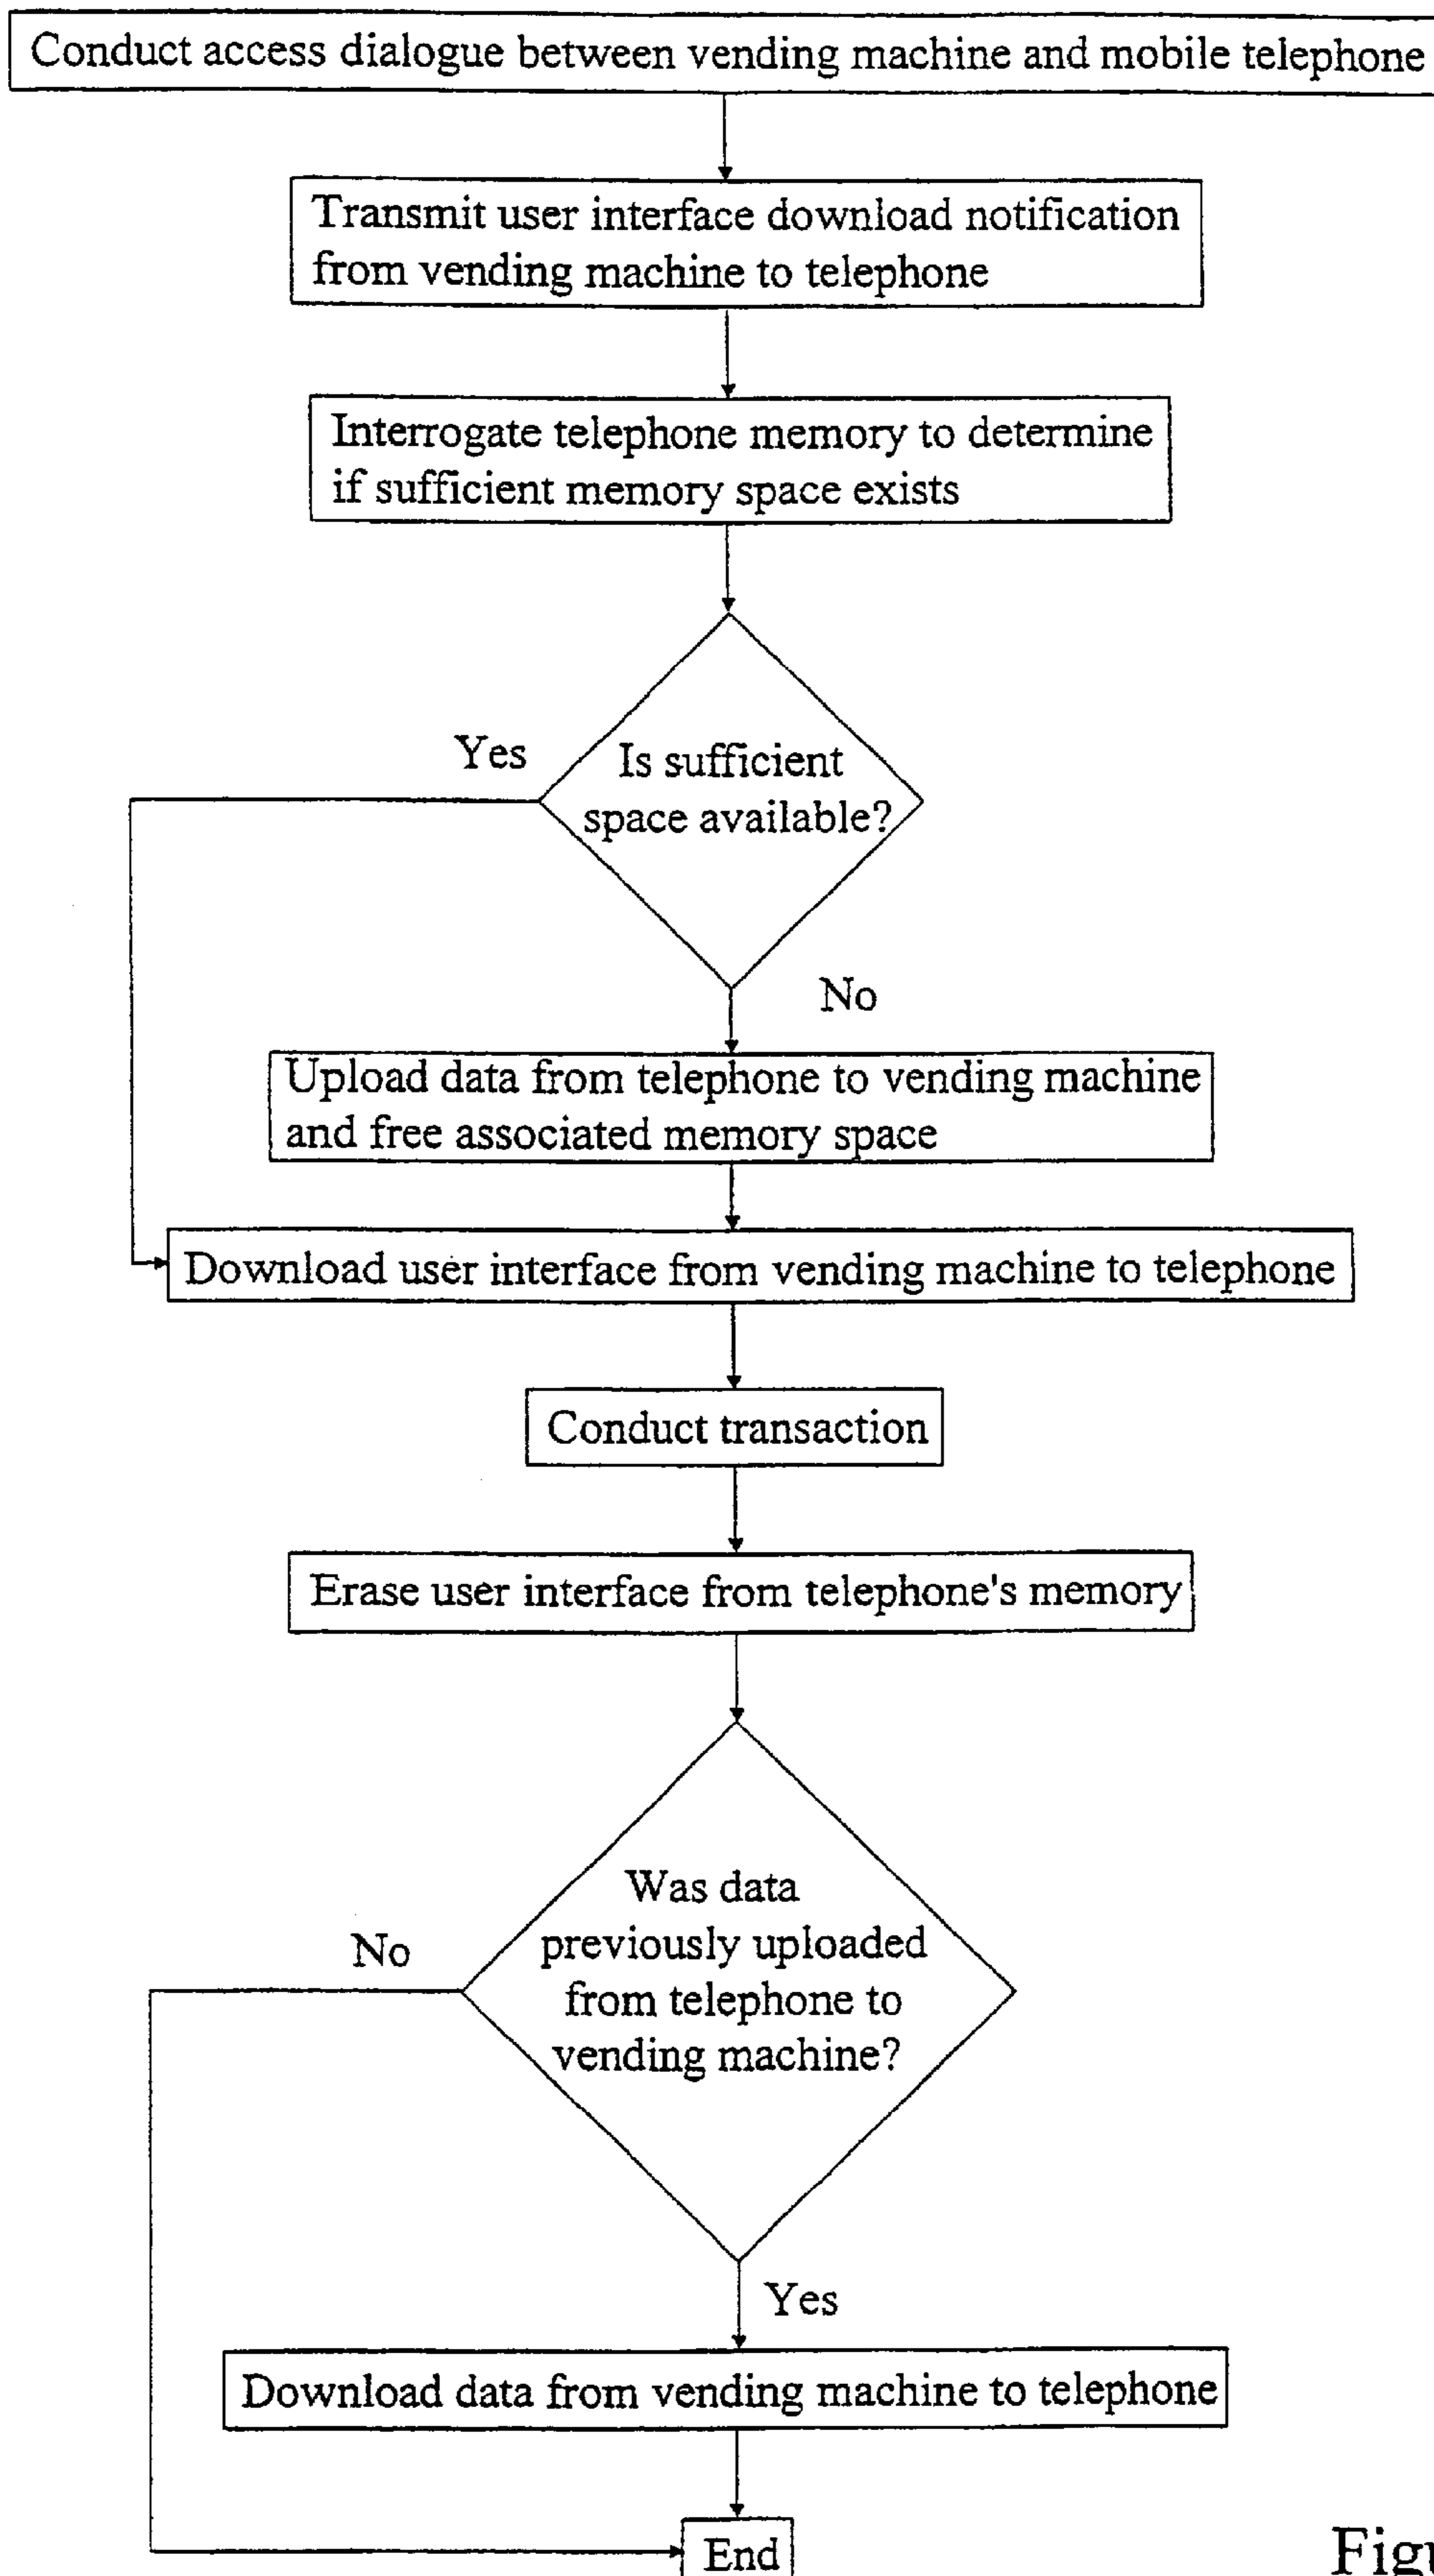 Conduct access dialogue between vending machine and mobile telephone
Transmit user interface download notification
from vending machine to telephone
Interrogate telephone memory to determine
if sufficient memory space exists
Yes
Is sufficient
space available?
No
Upload data from telephone to vending machine
and free associated memory space
Download user interface from vending machine to telephone
Conduct transaction
Erase user interface from telephone's memory
Was data
No
previously uploaded
from telephone to
vending machine?
Yes
Download data from vending machine to telephone
End